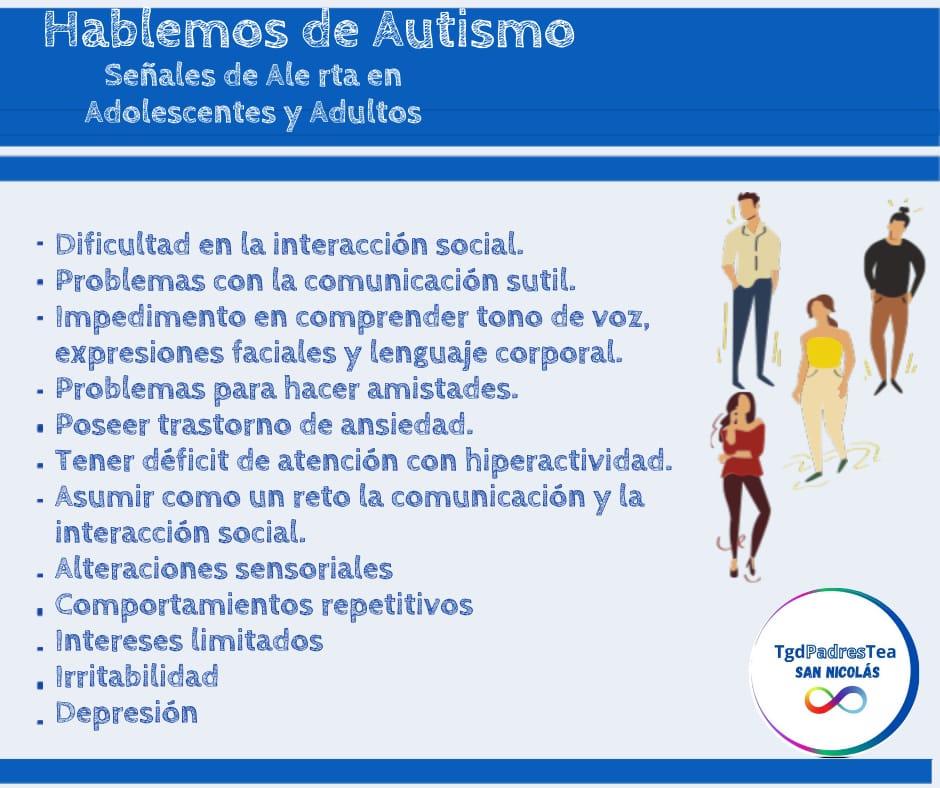 Hablemos de Autismo
Señales de Ale rta en
Adolescentes y Adultos
- Dificultad en la interacción social.
- Problemas con la comunicación sutil.
- Impedimento en comprender tono de voz,
expresiones faciales y lenguaje corporal.
- Problemas para hacer amistades.
. Poseer trastorno de ansiedad.
. Tener déficit de atención con hiperactividad.
- Asumir como un reto la comunicación y la
interacción social.
. Alteraciones sensoriales
. Comportamientos repetitivos
. Intereses limitados
. Irritabilidad
. Depresión
TgdPadresTea
SAN NICOLÁS